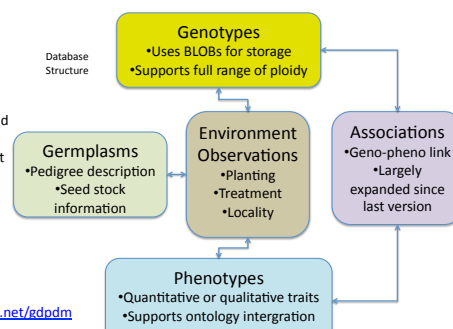 Genotypes
•Uses BLOBs for storage
•Supports full range of ploidy
Database
Structure
d
t
Germplasms
•Pedigree description
•Seed stock
information
Environment
Observations
•Planting
•Treatment
•Locality
Associations
•Geno-pheno link
•Largely
expanded since
last version
Phenotypes
•Quantitative or qualitative traits
•Supports ontology intergration
.net/gdpdm